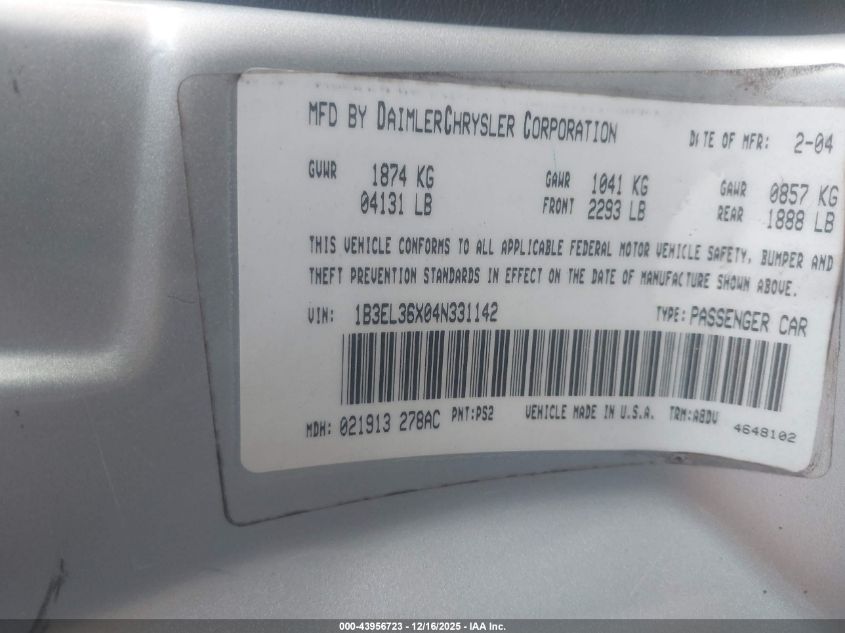 MFD BY DAIMLERCHRYSLER CORPORATION DATE OF MFR: 2-04
GVWR 1874 KG GAWR 1041 KG GAWR 0857 KG
04131 LB FRONT 2293 LB REAR 1888 LB
THIS VEHICLE CONFORMS TO ALL APPLICABLE FEDERAL MOTOR VEHICLE SAFETY, BUMPER AND
THEFT PREVENTION STANDARDS IN EFFECT ON THE DATE OF MANUFACTURE SHOWN ABOVE.
VIN: 1B3EL36X04N331142 TYPE: PASSENGER CAR
MDH: 021913 278AC PNT: PS2 VEHICLE MADE IN U.S.A. TRM: A8DV
4648102
000-43956723 - 12/16/2025 - IAA Inc.